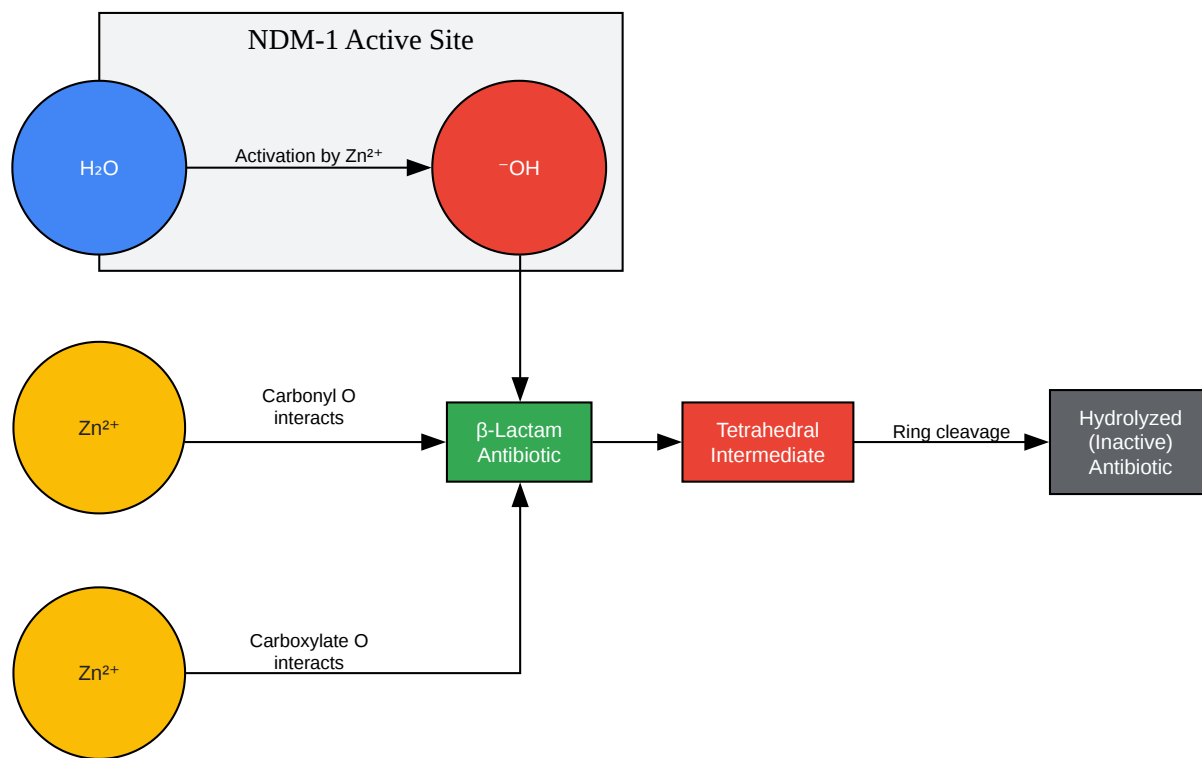 NDM-1 Active Site
H₂O
Activation by Zn²⁺
⁻OH
Zn²⁺
Carbonyl O
interacts
β-Lactam
Antibiotic
Tetrahedral
Intermediate
Ring cleavage
Hydrolyzed
(Inactive)
Antibiotic
Zn²⁺
Carboxylate O
interacts